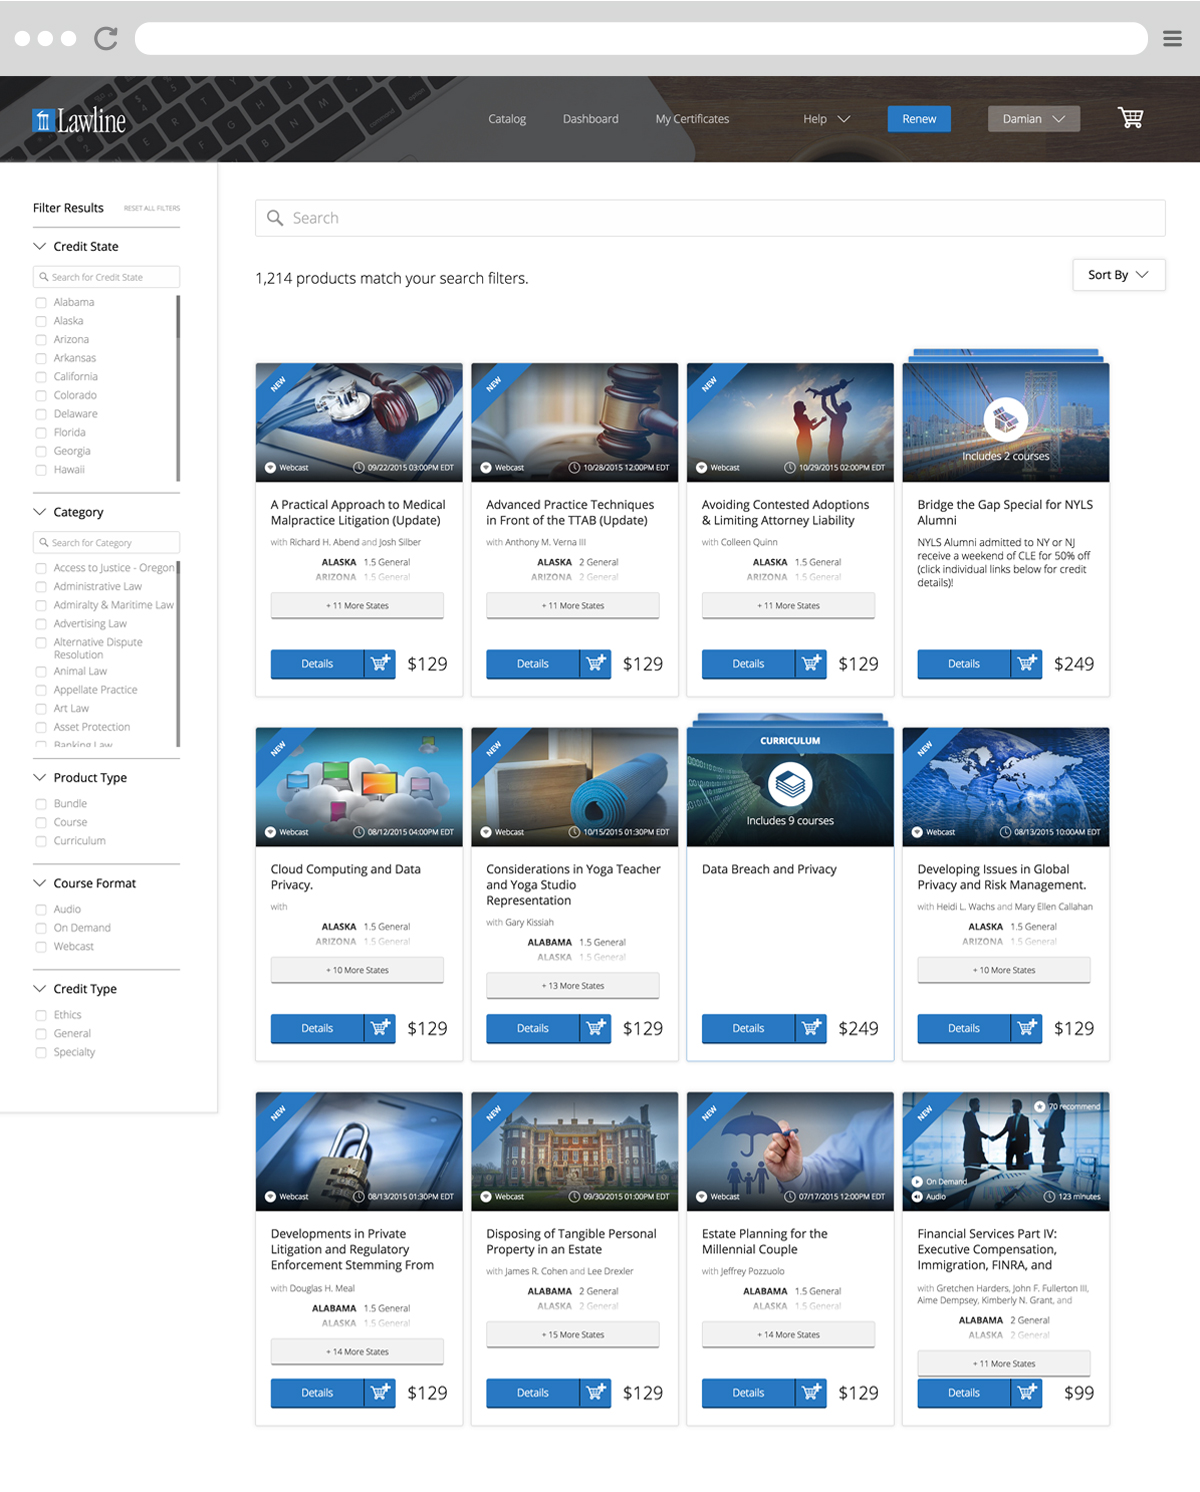 Lawline
Catalog
Dashboard
My Certificates
Help
Renew
Damian
Filter Results
RESET ALL FILTERS
Credit State
Search for Credit State
Alabama
Alaska
Arizona
Arkansas
California
Colorado
Delaware
Florida
Georgia
Hawaii
Category
Search for Category
Access to Justice - Oregon
Administrative Law
Admiralty & Maritime Law
Advertising Law
Alternative Dispute
Resolution
Animal Law
Appellate Practice
Art Law
Asset Protection
Banking Law
Product Type
Bundle
Course
Curriculum
Course Format
Audio
On Demand
Webcast
Credit Type
Ethics
General
Specialty
Search
1,214 products match your search filters.
Sort By
NEW
Webcast
09/22/2015 03:00PM EDT
A Practical Approach to Medical
Malpractice Litigation (Update)
with Richard H. Abend and Josh Silber
ALASKA 1.5 General
ARIZONA 1.5 General
+ 11 More States
Details
$129
NEW
Webcast
10/28/2015 12:00PM EDT
Advanced Practice Techniques
in Front of the TTAB (Update)
with Anthony M. Verna III
ALASKA 2 General
ARIZONA 2 General
+ 11 More States
Details
$129
NEW
Webcast
10/29/2015 02:00PM EDT
Avoiding Contested Adoptions
& Limiting Attorney Liability
with Colleen Quinn
ALASKA 1.5 General
ARIZONA 1.5 General
+ 11 More States
Details
$129
Includes 2 courses
Bridge the Gap Special for NYLS
Alumni
NYLS Alumni admitted to NY or NJ
receive a weekend of CLE for 50% off
(click individual links below for credit
details)!
Details
$249
NEW
Webcast
08/12/2015 04:00PM EDT
Cloud Computing and Data
Privacy.
with
ALASKA 1.5 General
ARIZONA 1.5 General
+ 10 More States
Details
$129
NEW
Webcast
10/15/2015 01:30PM EDT
Considerations in Yoga Teacher
and Yoga Studio
Representation
with Gary Kissiah
ALABAMA 1.5 General
ALASKA 1.5 General
+ 13 More States
Details
$129
CURRICULUM
Includes 9 courses
Data Breach and Privacy
Details
$249
NEW
Webcast
08/13/2015 10:00AM EDT
Developing Issues in Global
Privacy and Risk Management.
with Heidi L. Wachs and Mary Ellen Callahan
ALASKA 1.5 General
ARIZONA 1.5 General
+ 10 More States
Details
$129
NEW
Webcast
08/13/2015 01:30PM EDT
Developments in Private
Litigation and Regulatory
Enforcement Stemming From
with Douglas H. Meal
ALABAMA 1.5 General
ALASKA 1.5 General
+ 14 More States
Details
$129
NEW
Webcast
09/30/2015 01:00PM EDT
Disposing of Tangible Personal
Property in an Estate
with James R. Cohen and Lee Drexler
ALABAMA 2 General
ALASKA 2 General
+ 15 More States
Details
$129
NEW
Webcast
07/17/2015 12:00PM EDT
Estate Planning for the
Millennial Couple
with Jeffrey Pozzuolo
ALABAMA 1.5 General
ALASKA 1.5 General
+ 14 More States
Details
$129
NEW
70 recommend
On Demand
Audio
123 minutes
Financial Services Part IV:
Executive Compensation,
Immigration, FINRA, and
with Gretchen Harders, John F. Fullerton III,
Aime Dempsey, Kimberly N. Grant, and
ALABAMA 2 General
ALASKA 2 General
+ 11 More States
Details
$99